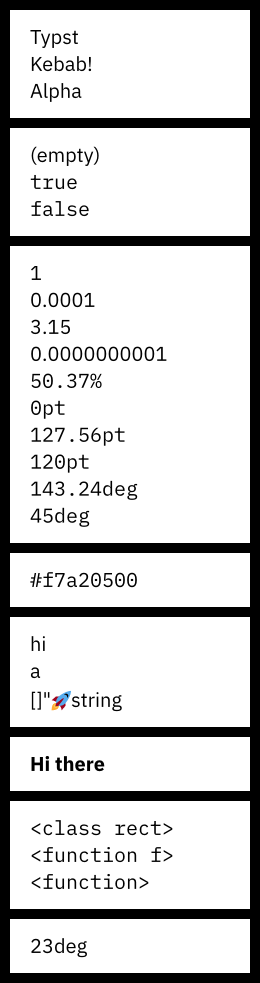 Typst
Kebab!
Alpha
(empty)
true
false
1
0.0001
3.15
0.0000000001
50.37%
0pt
127.56pt
120pt
143.24deg
45deg
#f7a20500
hi
a
[]"🚀string
Hi there
<class rect>
<function f>
<function>
23deg